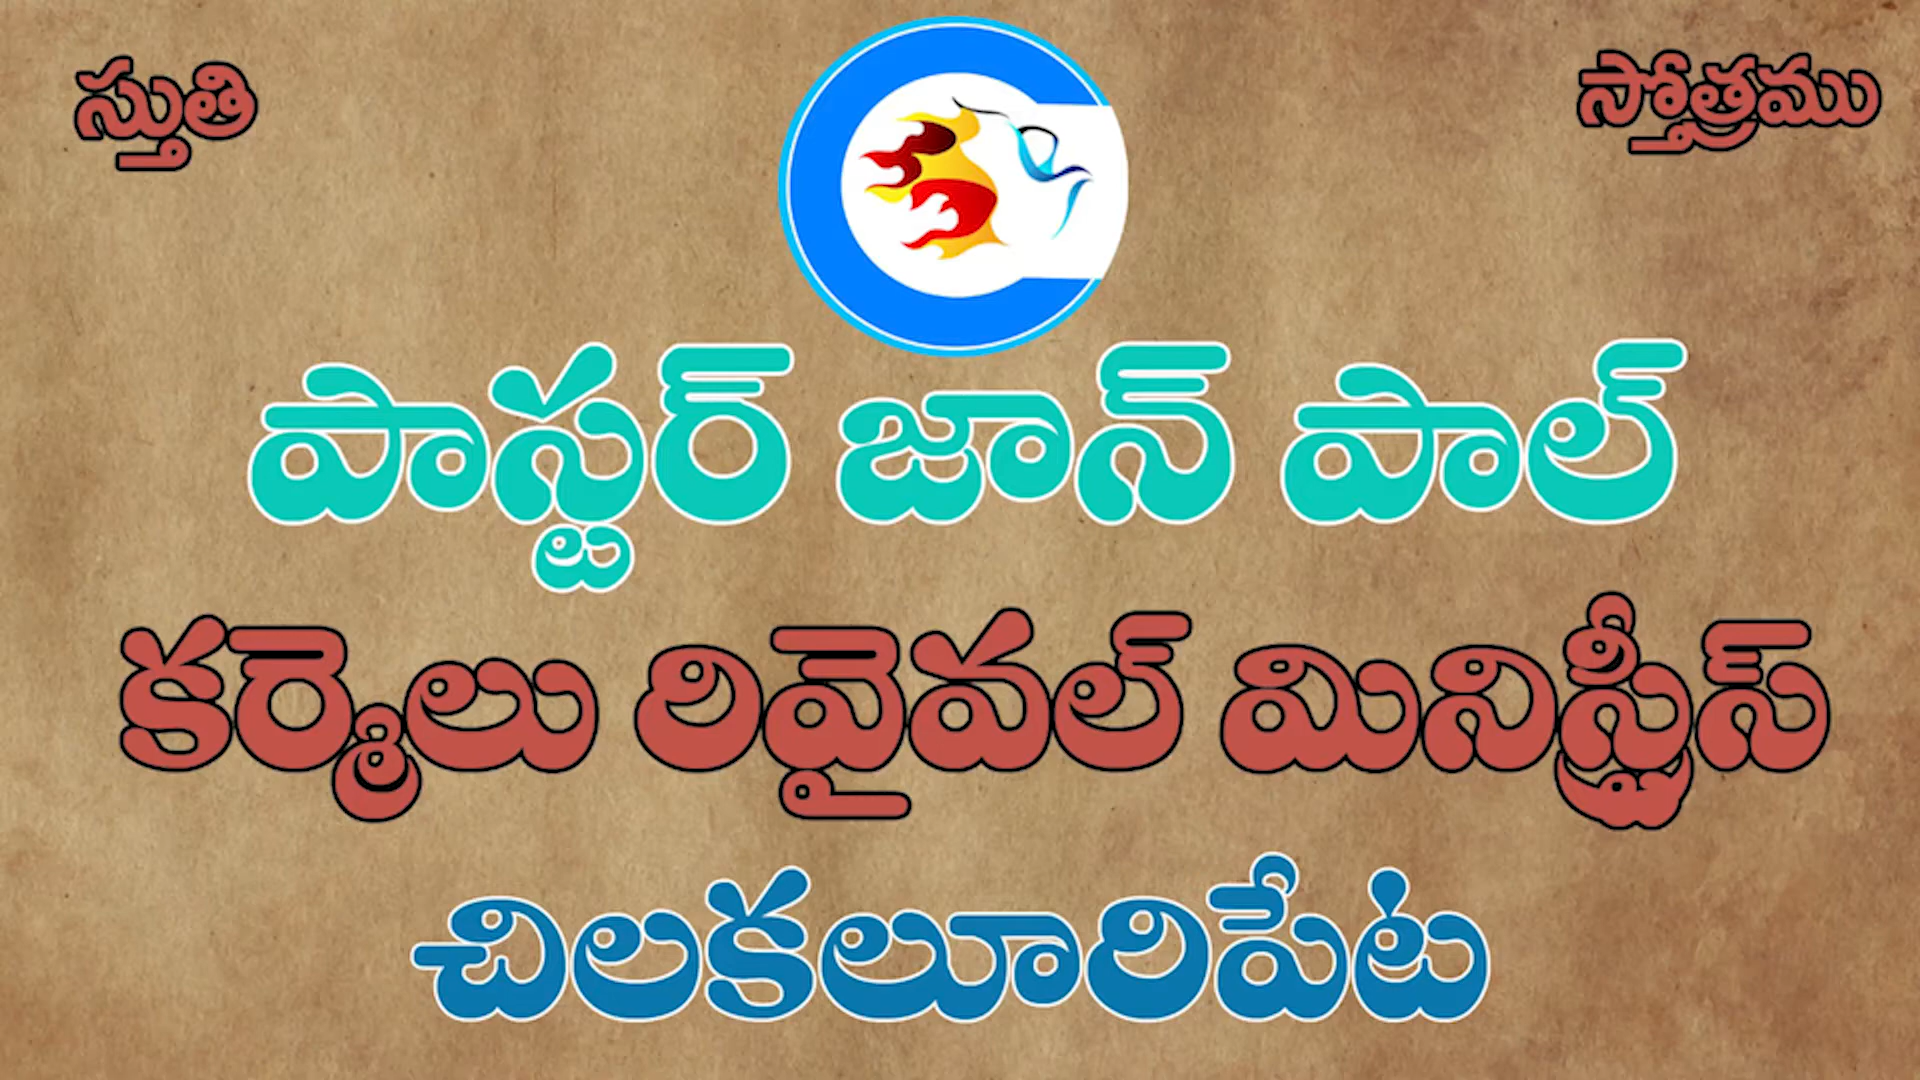 స్తుతి
స్తోత్రము
పాస్టర్ జాన్ పాల్
కర్మెలు రివైవల్ మినిస్ట్రీస్
చిలకలూరిపేట